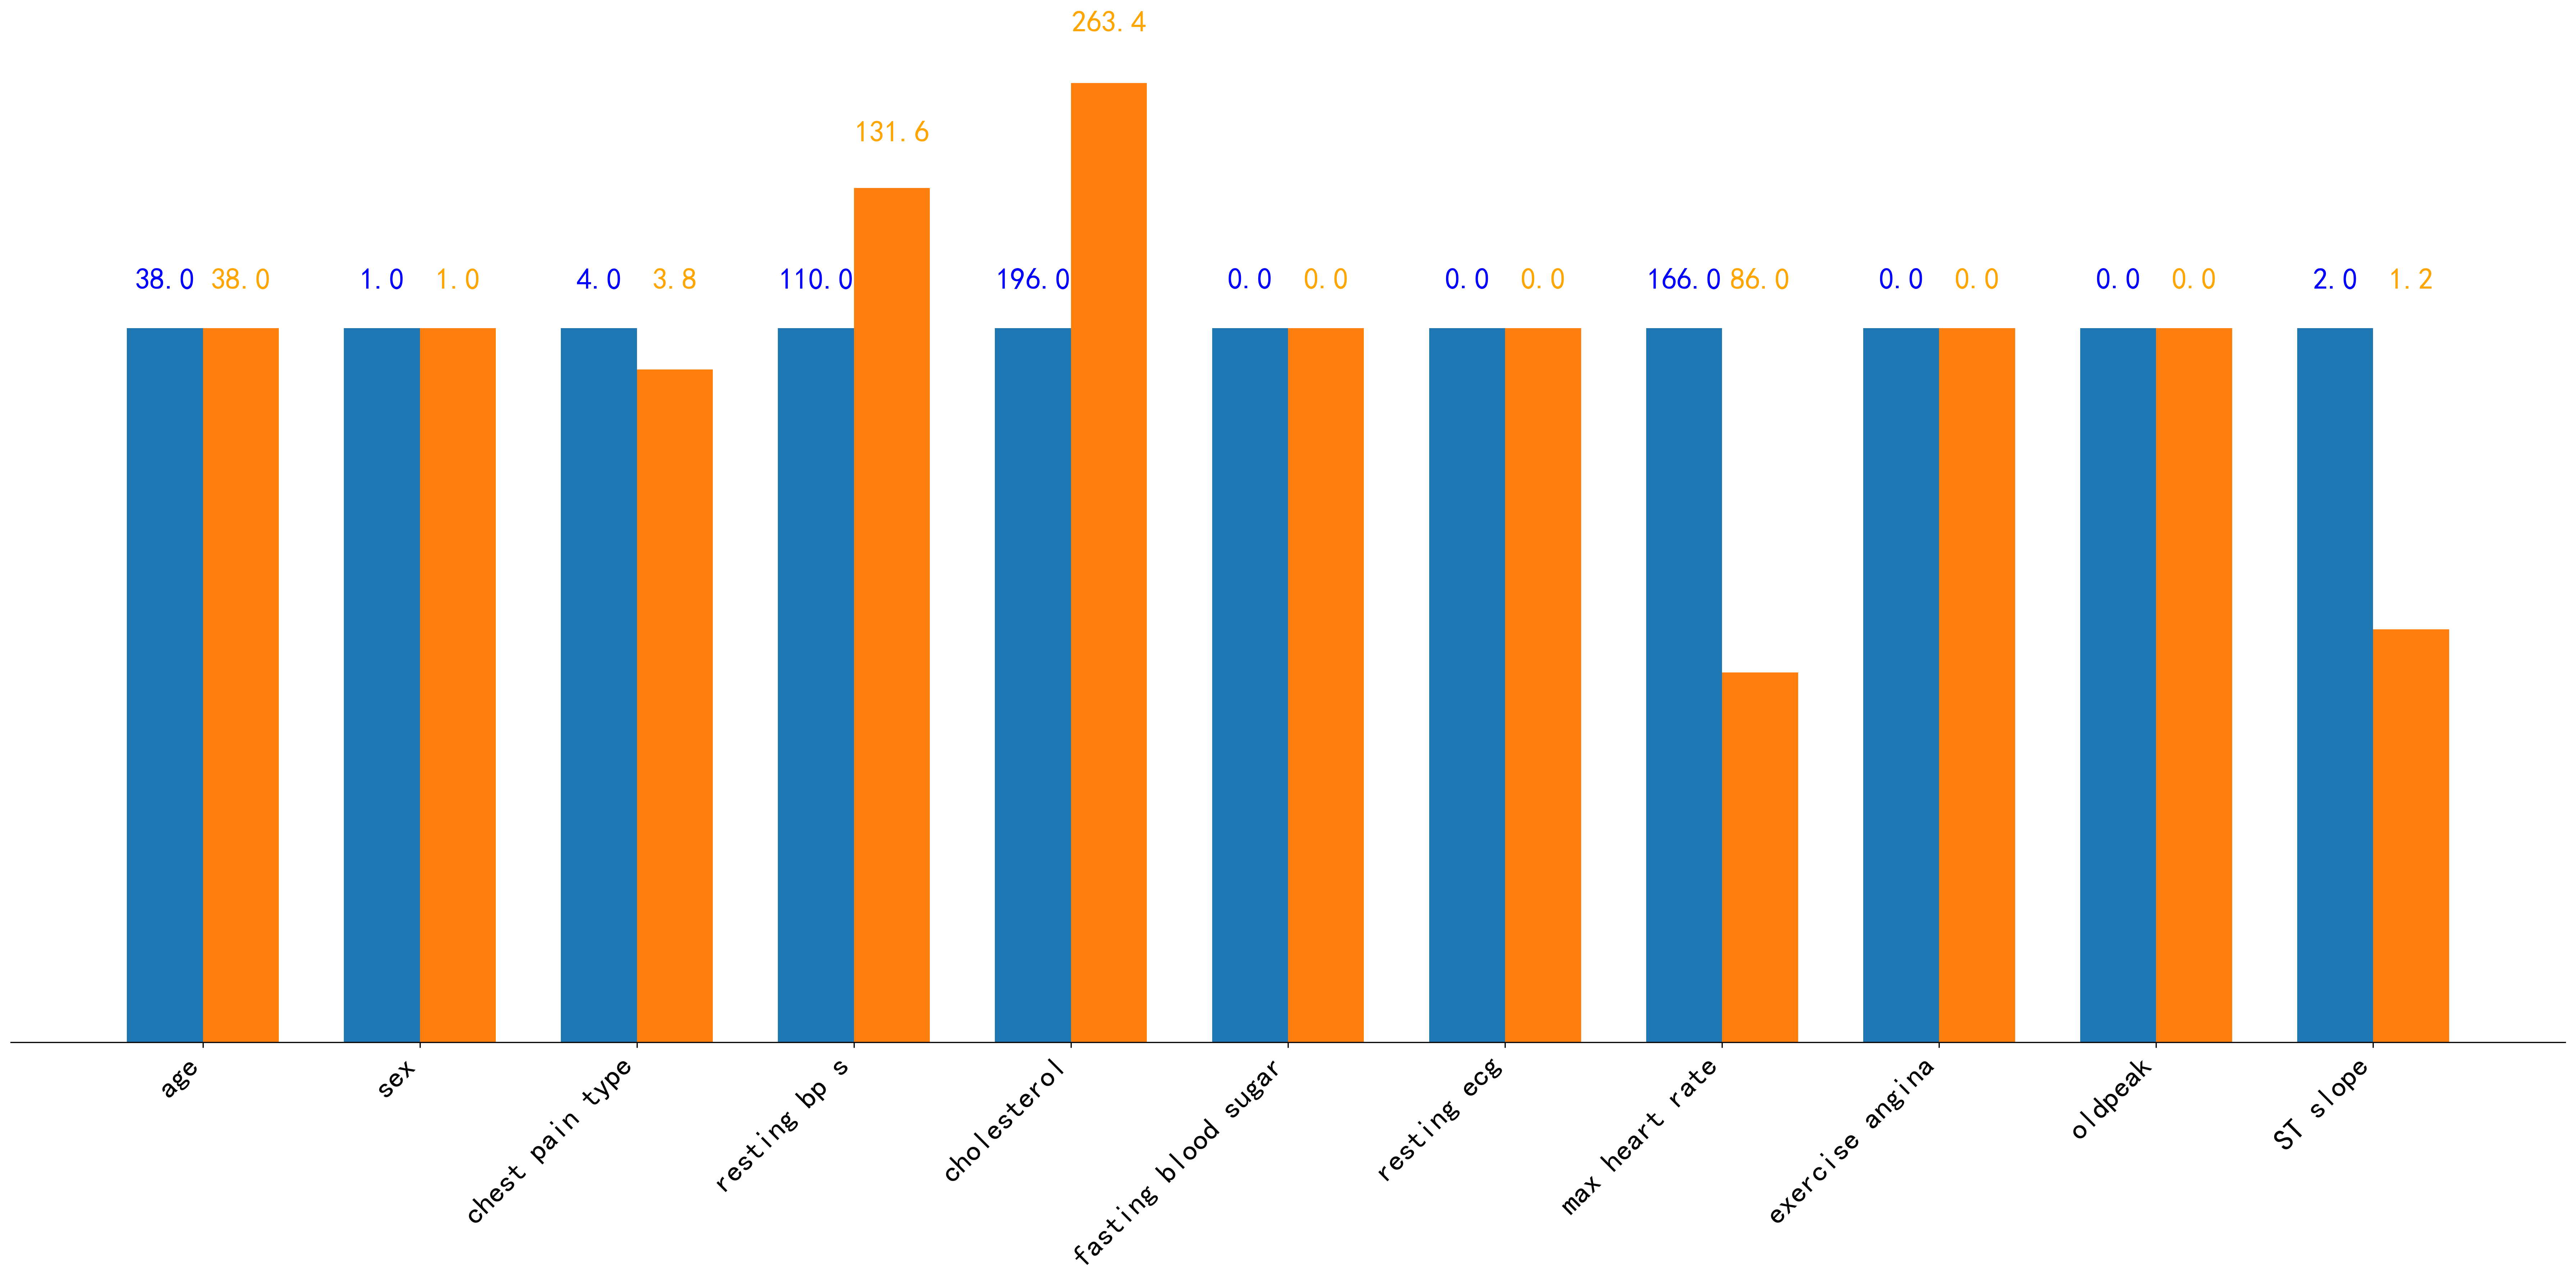 263.4
131.6
38.0 38.0 1.0 1.0 4.0 3.8 110.0 196.0 0.0 0.0 0.0 0.0 166.0 86.0 0.0 0.0 0.0 0.0 2.0 1.2
age
sex
chest pain type
resting bp s
cholesterol
fasting blood sugar
resting ecg
max heart rate
exercise angina
oldpeak
ST slope